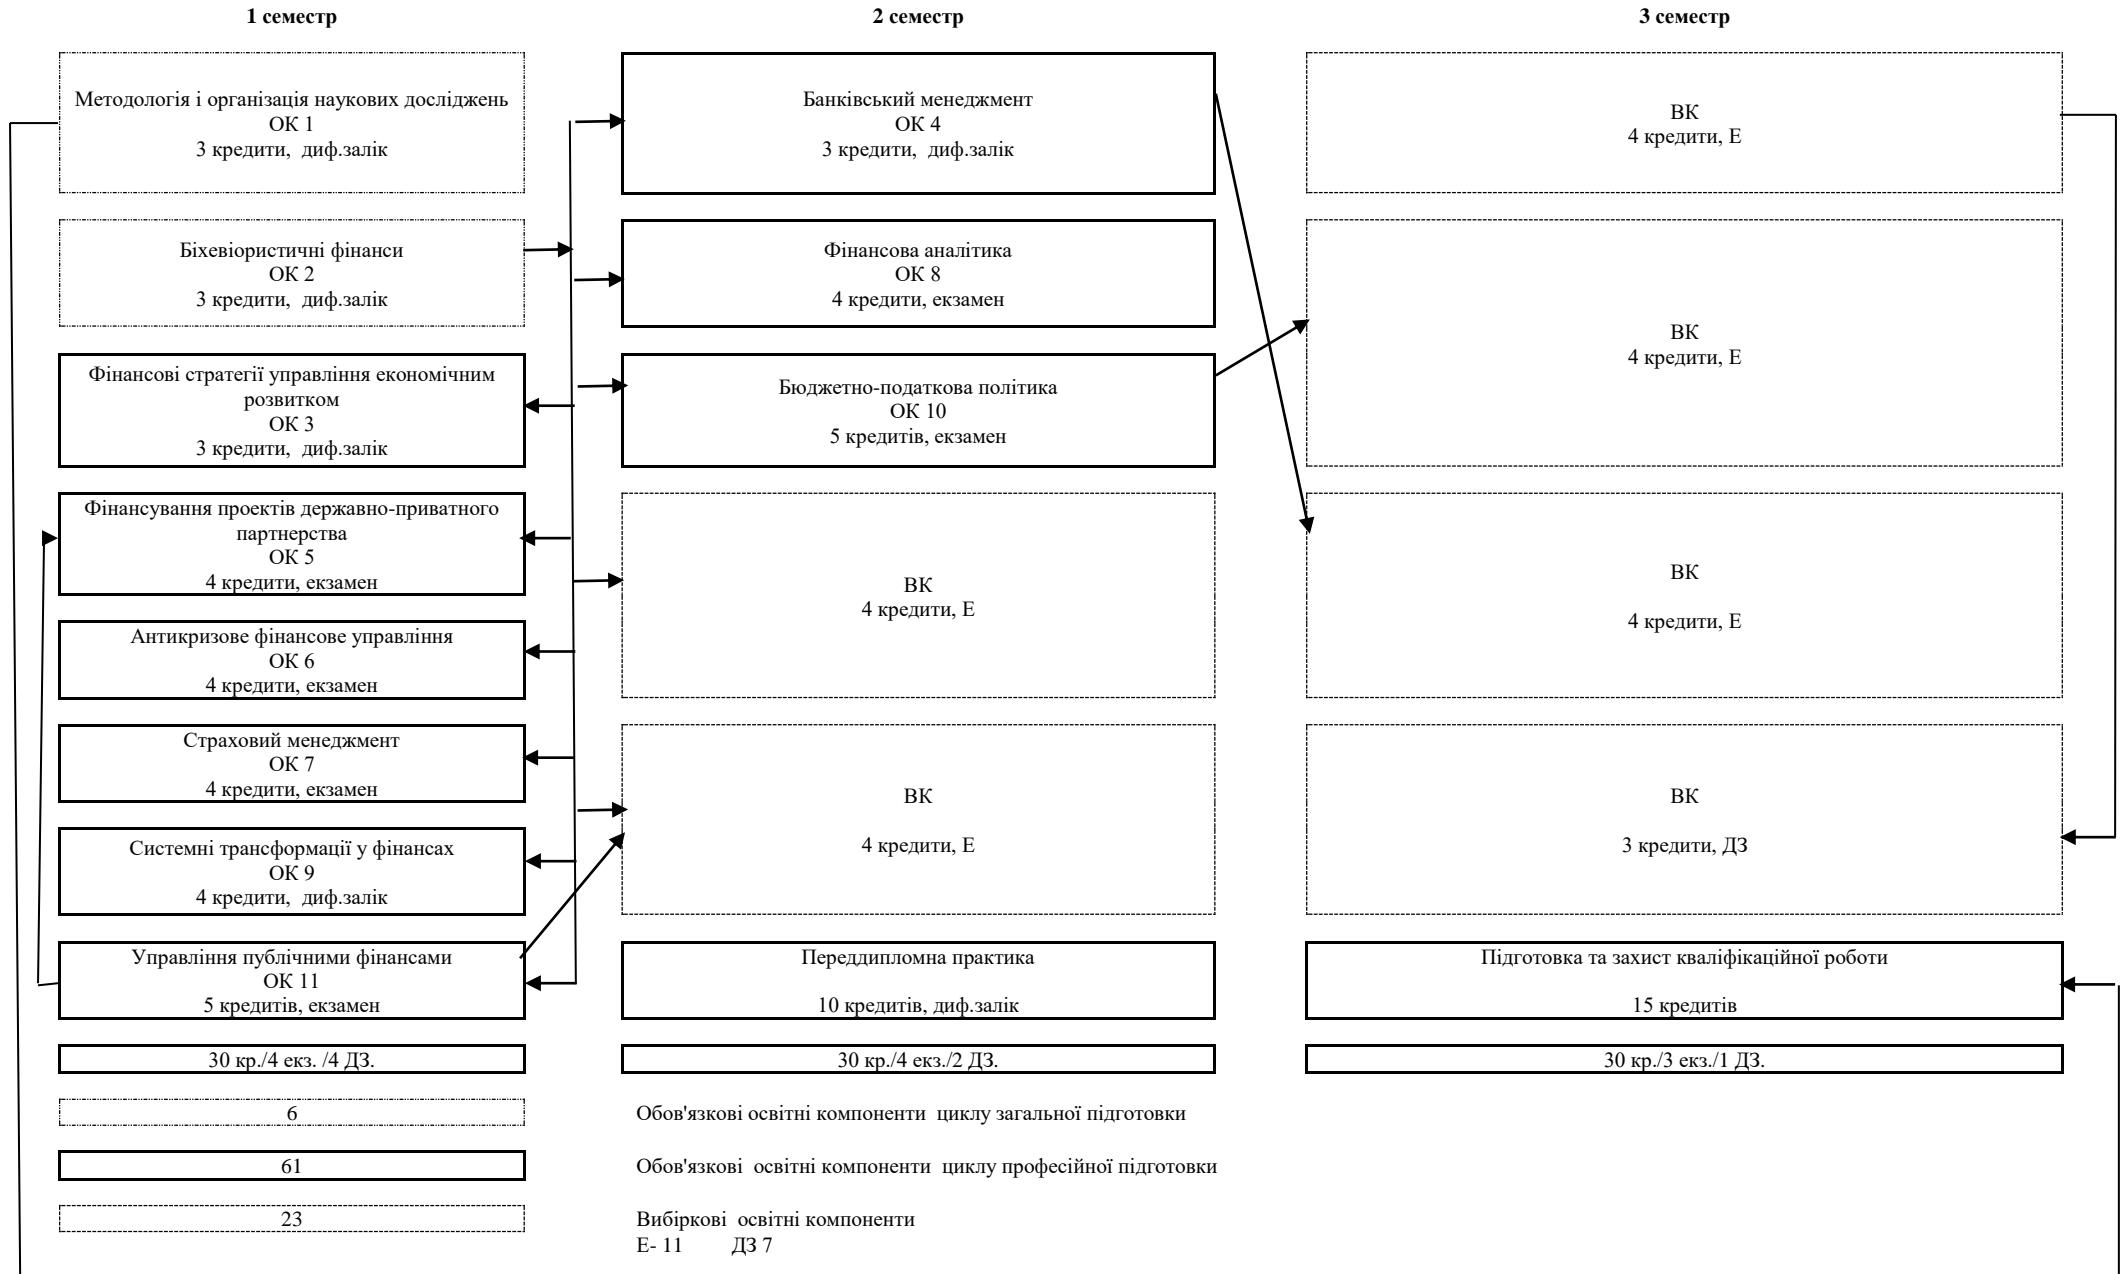 1 семестр
2 семестр
3 семестр
Методологія і організація наукових досліджень
ОК 1
3 кредити, диф.залік
Банківський менеджмент
ОК 4
3 кредити, диф.залік
ВК
4 кредити, Е
Біхевіористичні фінанси
ОК 2
3 кредити, диф.залік
Фінансова аналітика
ОК 8
4 кредити, екзамен
ВК
4 кредити, Е
Фінансові стратегії управління економічним
розвитком
ОК 3
3 кредити, диф.залік
Бюджетно-податкова політика
ОК 10
5 кредитів, екзамен
Фінансування проектів державно-приватного
партнерства
ОК 5
4 кредити, екзамен
ВК
4 кредити, Е
ВК
4 кредити, Е
Антикризове фінансове управління
ОК 6
4 кредити, екзамен
Страховий менеджмент
ОК 7
4 кредити, екзамен
ВК
4 кредити, Е
ВК
3 кредити, ДЗ
Системні трансформації у фінансах
ОК 9
4 кредити, диф.залік
Управління публічними фінансами
ОК 11
5 кредитів, екзамен
Переддипломна практика
10 кредитів, диф.залік
Підготовка та захист кваліфікаційної роботи
15 кредитів
30 кр./4 екз. /4 ДЗ.
30 кр./4 екз./2 ДЗ.
30 кр./3 екз./1 ДЗ.
6
Обов'язкові освітні компоненти циклу загальної підготовки
61
Обов'язкові освітні компоненти циклу професійної підготовки
23
Вибіркові освітні компоненти
Е- 11 ДЗ 7